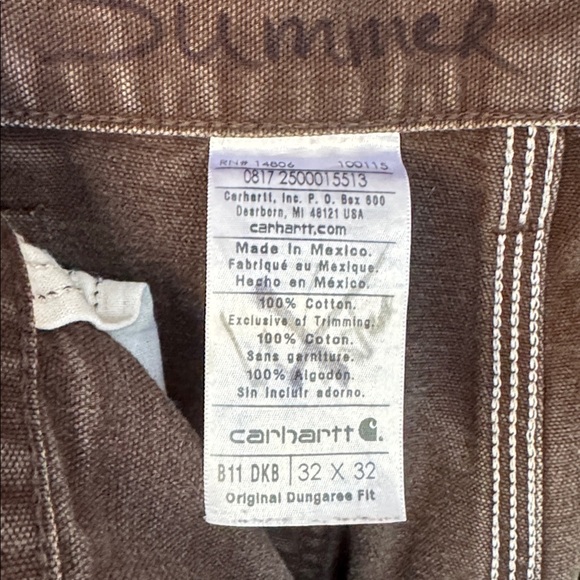 Summer
RN# 14806 100115
0817 2500015513
Carhartt, Inc. P. O. Box 600
Dearborn, MI 48121 USA
carhartt.com
Made in Mexico.
Fabriqué au Mexique.
Hecho en México.
100% Cotton.
Exclusive of Trimming.
100% Coton.
Sans garniture.
100% Algodón.
Sin incluir adorno.
carhartt
B11 DKB 32 X 32
Original Dungaree Fit